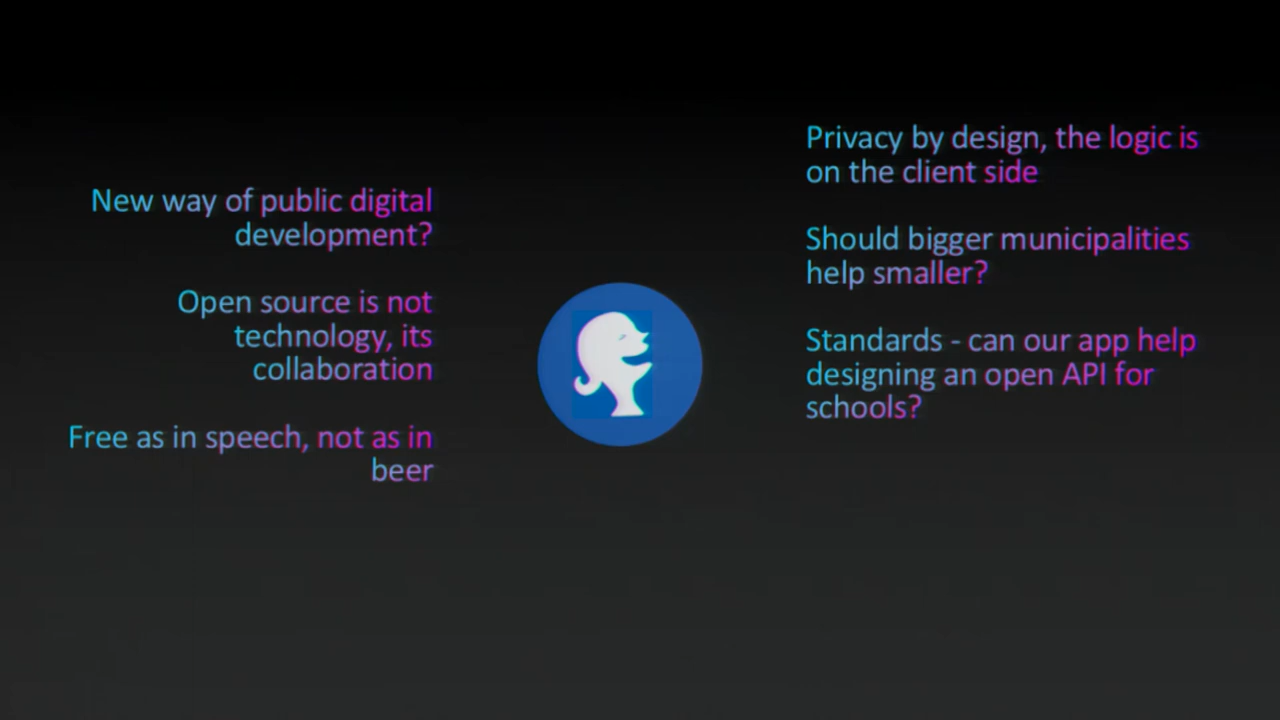 New way of public digital
development?
Open source is not
technology, its
collaboration
Free as in speech, not as in
beer
Privacy by design, the logic is
on the client side
Should bigger municipalities
help smaller?
Standards - can our app help
designing an open API for
schools?